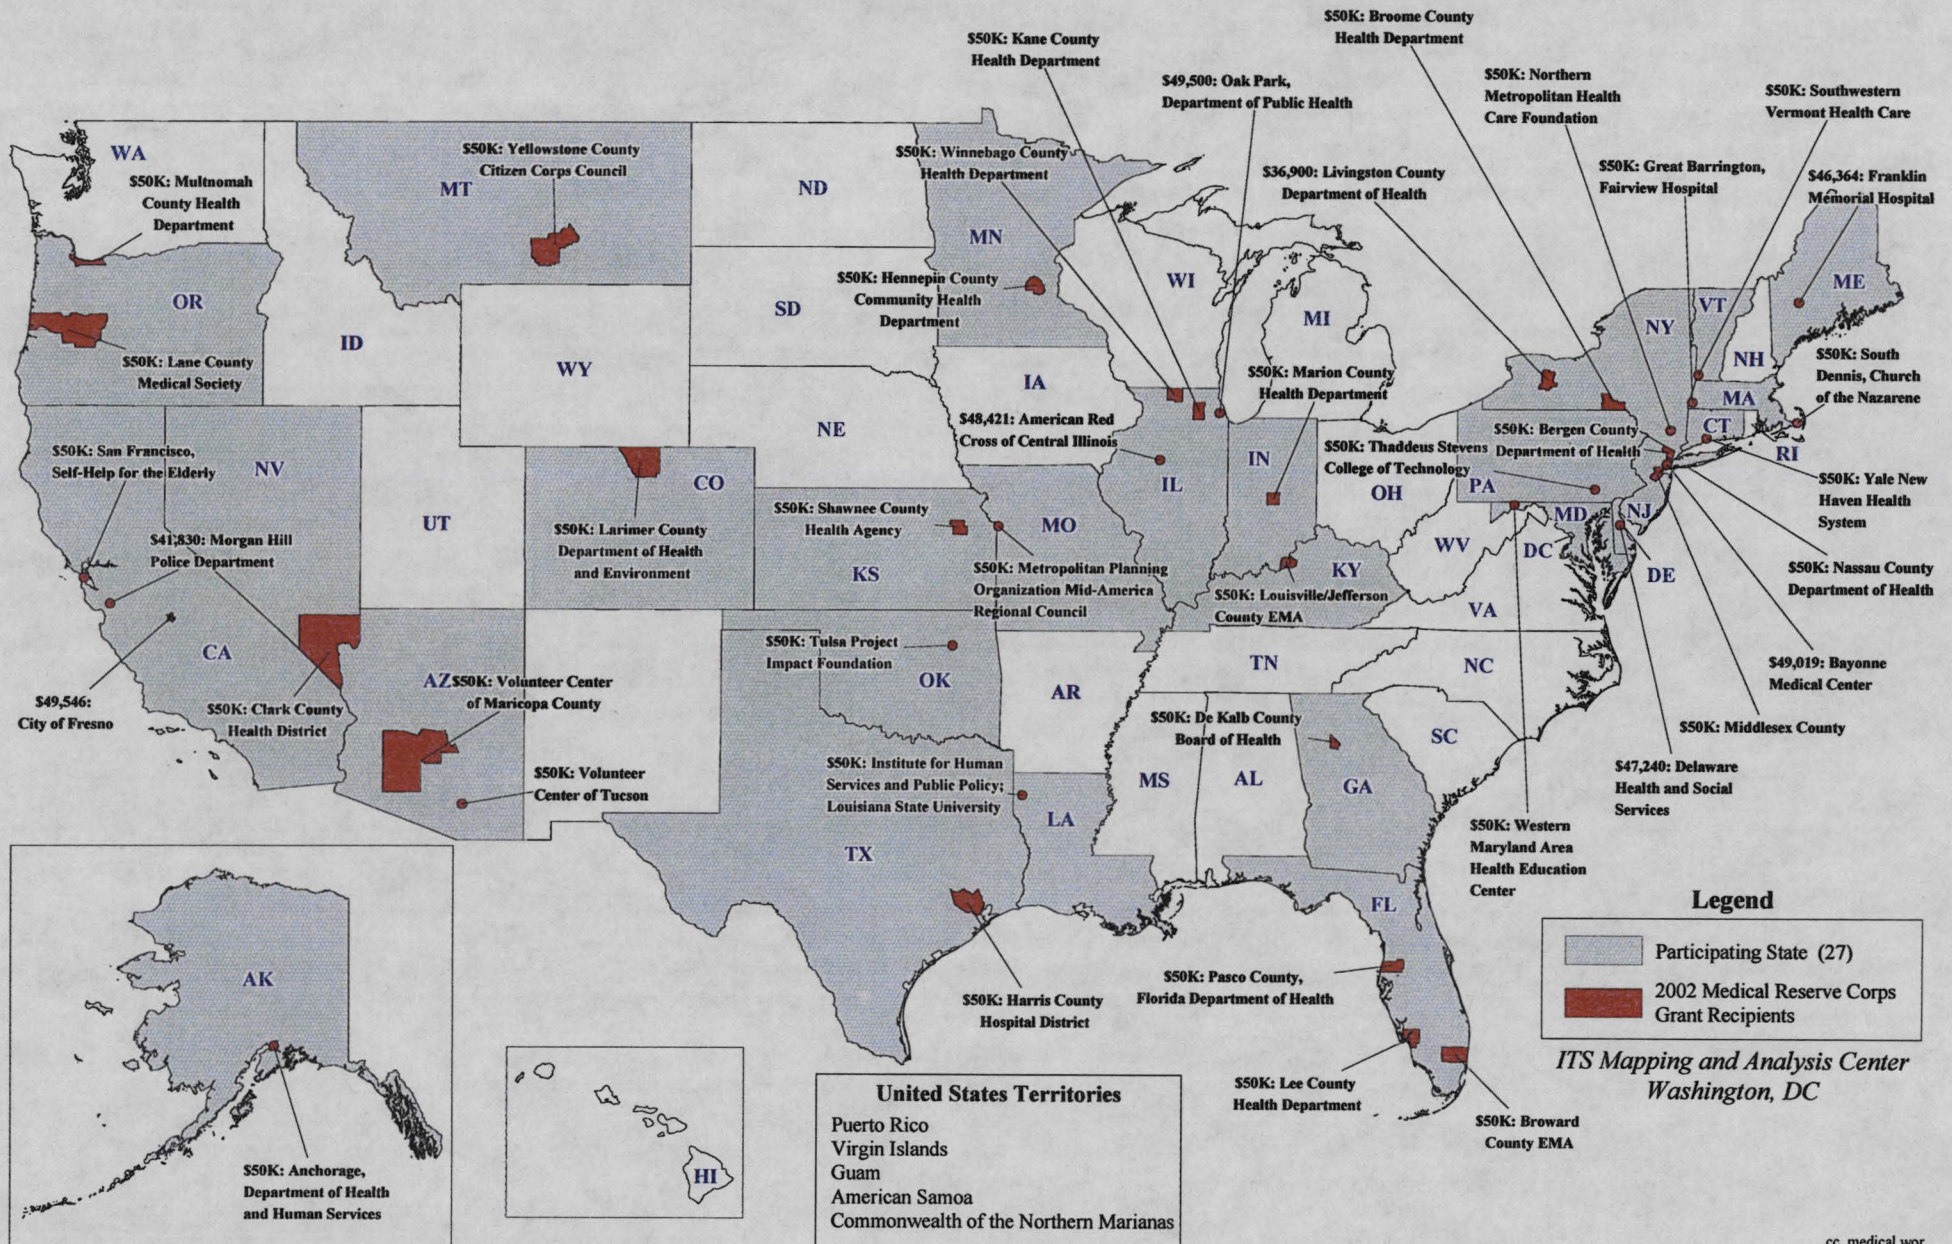 $50K: Broome County
Health Department
$50K: Kane County
Health Department
$49,500: Oak Park,
Department of Public Health
$50K: Northern
Metropolitan Health
Care Foundation
$50K: Southwestern
Vermont Health Care
WA
$50K: Multnomah
County Health
Department
MT
$50K: Yellowstone County
Citizen Corps Council
ND
$50K: Winnebago County
Health Department
$36,900: Livingston County
Department of Health
$50K: Great Barrington,
Fairview Hospital
$46,364: Franklin
Memorial Hospital
MN
OR
$50K: Hennepin County
Community Health
Department
SD
WI
MI
NY
VT
ME
ID
WY
NH
$50K: Lane County
Medical Society
IA
$50K: Marion County
Health Department
MA
$50K: South
Dennis, Church
of the Nazarene
$50K: San Francisco,
Self-Help for the Elderly
NV
NE
$48,421: American Red
Cross of Central Illinois
IL
IN
$50K: Thaddeus Stevens
College of Technology
$50K: Bergen County
Department of Health
CT
RI
OH
PA
$50K: Yale New
Haven Health
System
UT
CO
$50K: Larimer County
Department of Health
and Environment
$50K: Shawnee County
Health Agency
MO
MD
NJ
$41,830: Morgan Hill
Police Department
KS
$50K: Metropolitan Planning
Organization Mid-America
Regional Council
KY
$50K: Louisville/Jefferson
County EMA
WV
DC
DE
VA
$50K: Nassau County
Department of Health
CA
$49,546:
City of Fresno
$50K: Clark County
Health District
AZ
$50K: Volunteer Center
of Maricopa County
$50K: Tulsa Project
Impact Foundation
OK
AR
TN
NC
$49,019: Bayonne
Medical Center
$50K: Middlesex County
$50K: De Kalb County
Board of Health
SC
$50K: Volunteer
Center of Tucson
$50K: Institute for Human
Services and Public Policy;
Louisiana State University
MS
AL
GA
$47,240: Delaware
Health and Social
Services
LA
TX
$50K: Western
Maryland Area
Health Education
Center
FL
AK
$50K: Harris County
Hospital District
$50K: Pasco County,
Florida Department of Health
$50K: Lee County
Health Department
$50K: Broward
County EMA
$50K: Anchorage,
Department of Health
and Human Services
HI
United States Territories
Puerto Rico
Virgin Islands
Guam
American Samoa
Commonwealth of the Northern Marianas
Legend
Participating State (27)
2002 Medical Reserve Corps
Grant Recipients
ITS Mapping and Analysis Center
Washington, DC